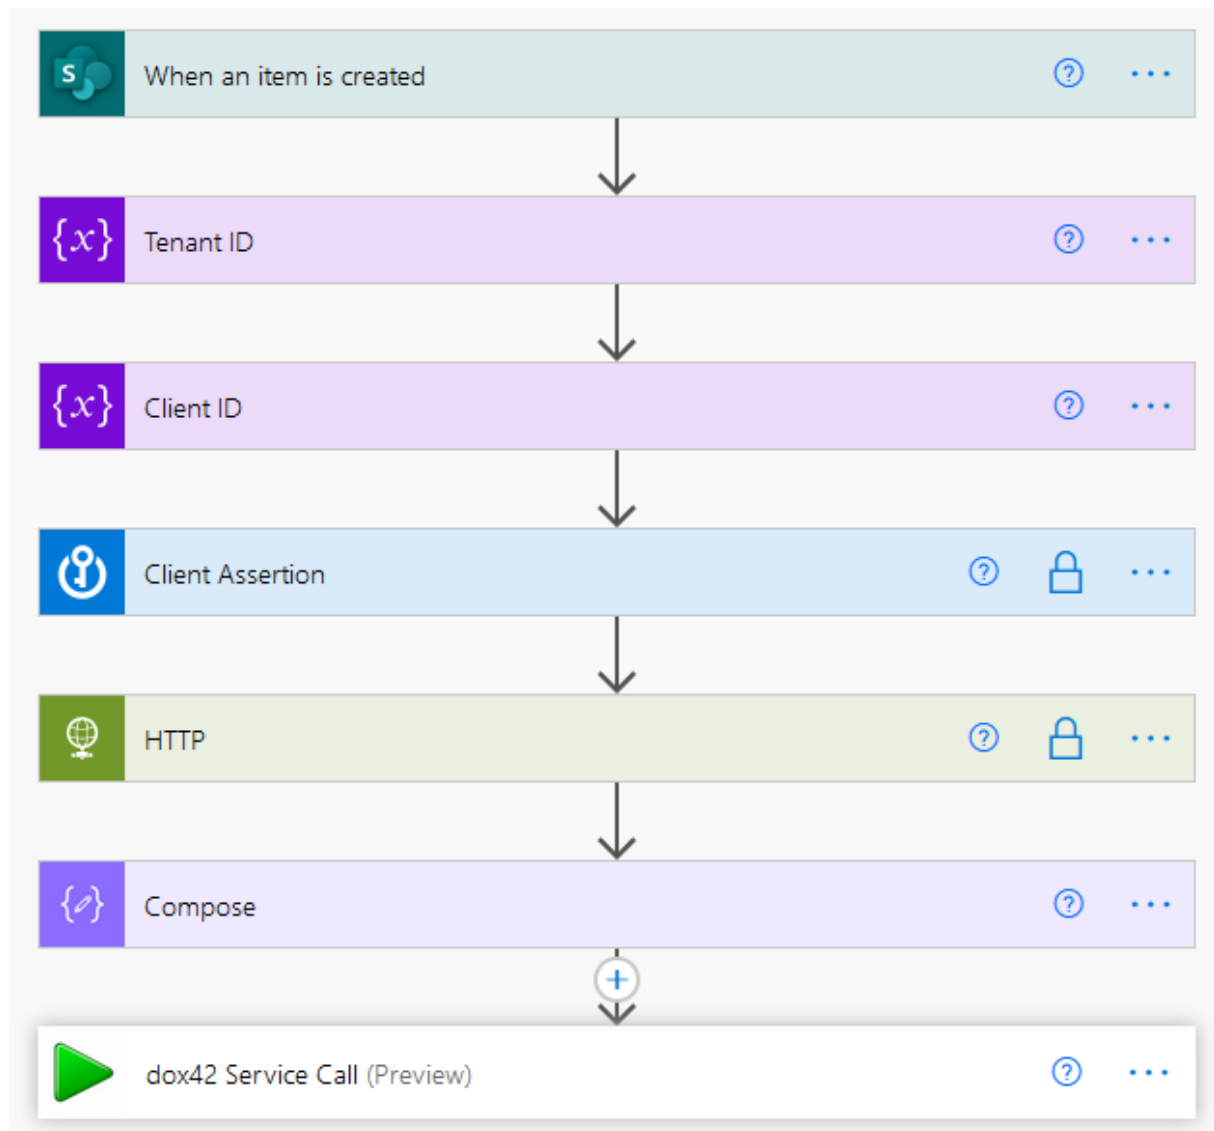 S When an item is created ? ...
{x} Tenant ID ? ...
{x} Client ID ? ...
Client Assertion ? ...
HTTP ? ...
Compose ? ...
dox42 Service Call (Preview) ? ...